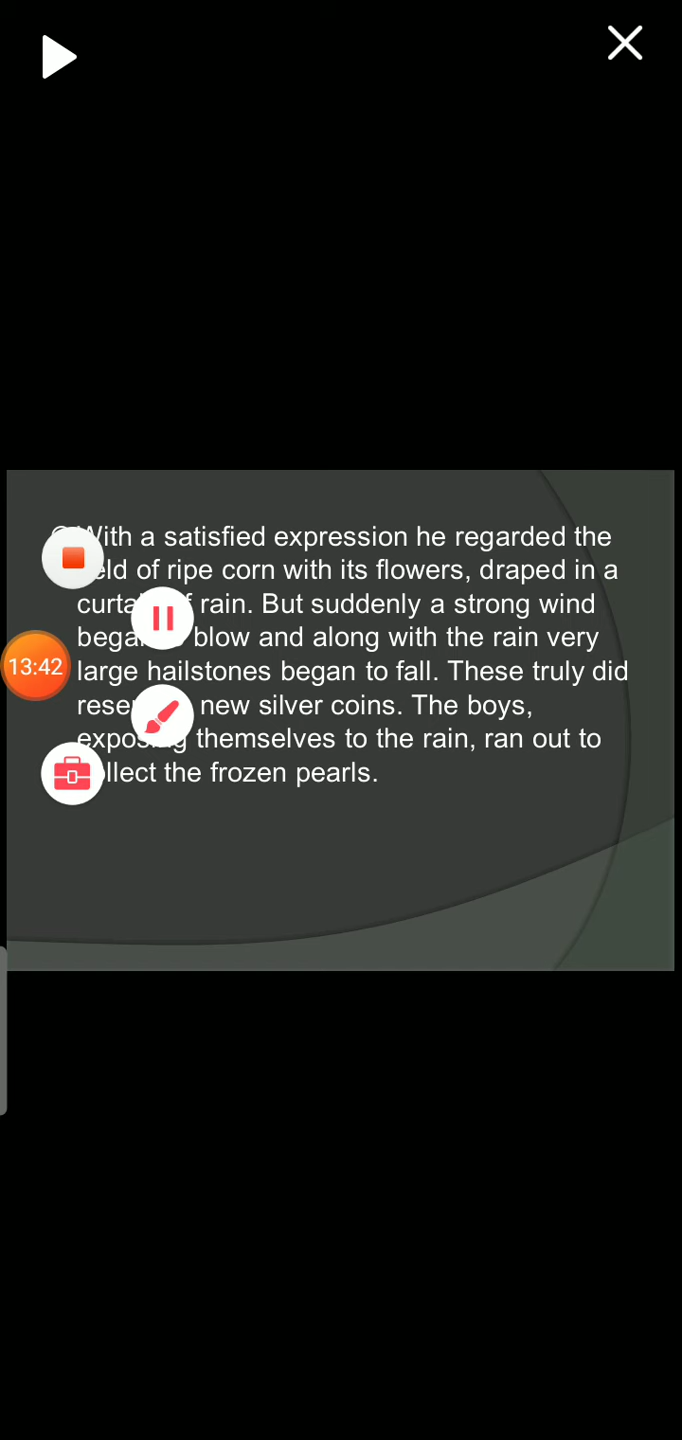 With a satisfied expression he regarded the
of ripe corn with its flowers, draped in a
rain. But suddenly a strong wind
blow and along with the rain very
13:42
large hailstones began to fall. These truly did
new silver coins. The boys,
themselves to the rain, ran out to
the frozen pearls.